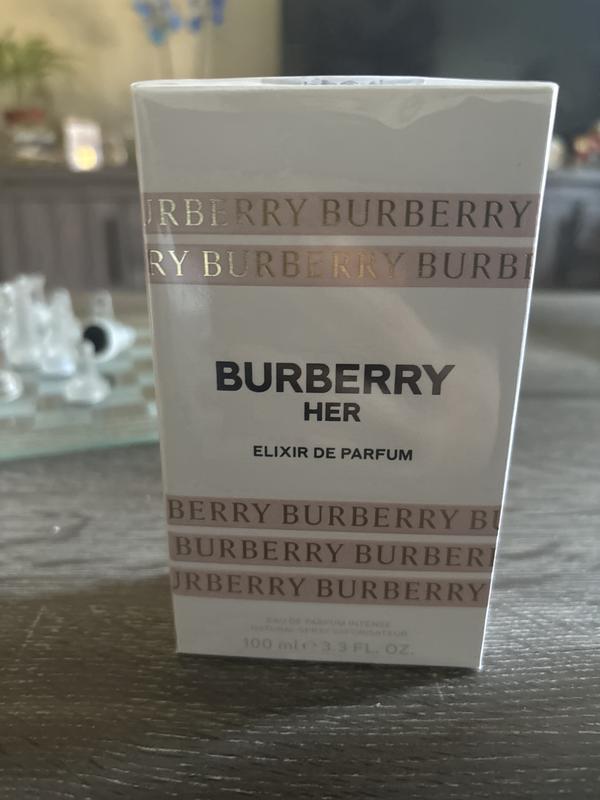 URBERRY BURBERRY
RY BURBERRY BURBE
BURBERRY
HER
ELIXIR DE PARFUM
BERRY BURBERRY BU
BURBERRY BURBER
URBERRY BURBERRY
EAU DE PARFUM INTENSE
NATURAL SPRAY VAPORISATEUR
100 ml ℮ 3.3 FL. OZ.